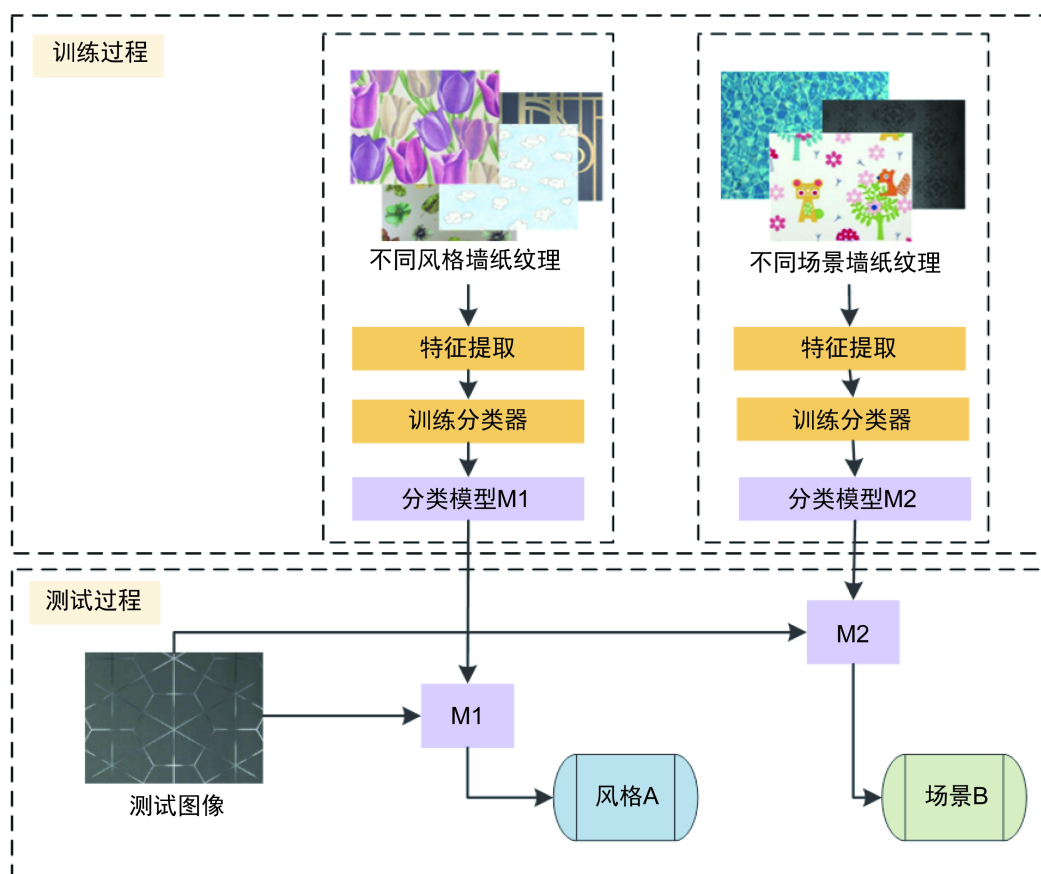 训练过程
不同风格墙纸纹理
不同场景墙纸纹理
特征提取
特征提取
训练分类器
训练分类器
分类模型M1
分类模型M2
测试过程
M2
M1
测试图像
风格A
场景B